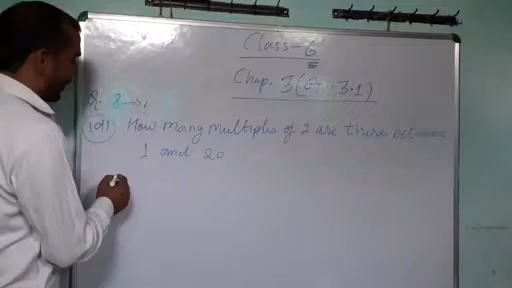 Class-6
Chap. 3(Ex-3.1)
Q. 8
(d) How many multiples of 2 are there between
1 and 20